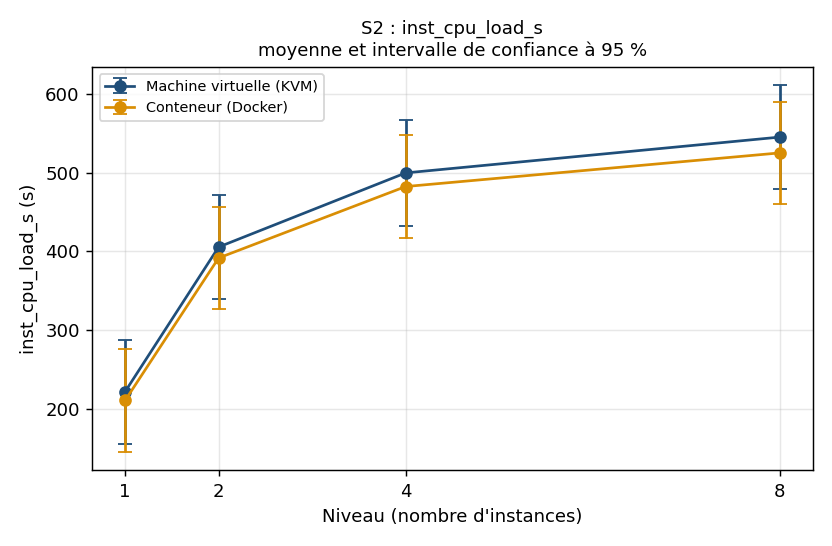 S2 : inst_cpu_load_s
moyenne et intervalle de confiance à 95 %
Machine virtuelle (KVM)
Conteneur (Docker)
inst_cpu_load_s (s)
600
500
400
300
200
1
2
4
8
Niveau (nombre d'instances)